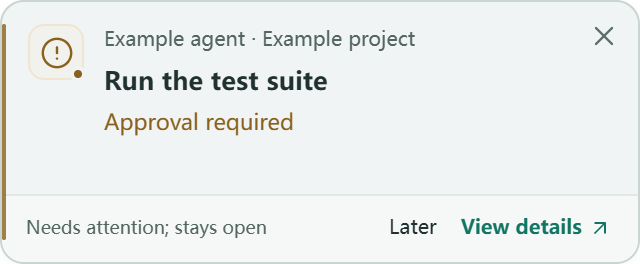 Example agent · Example project
Run the test suite
Approval required
Needs attention; stays open
Later
View details